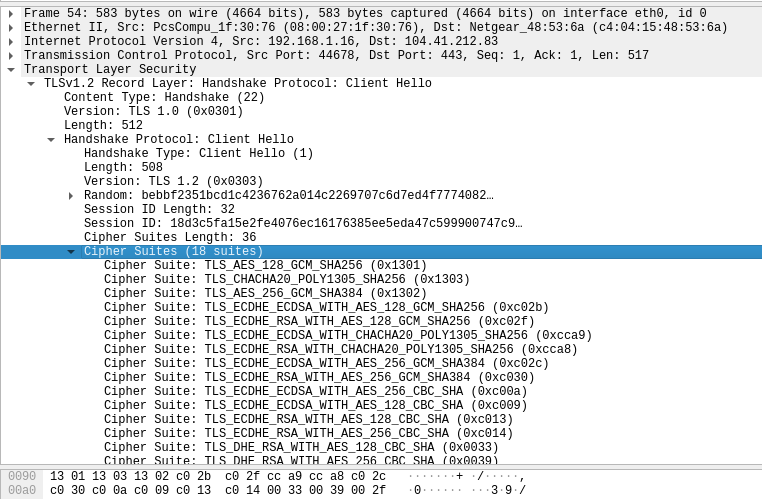 Frame 54: 583 bytes on wire (4664 bits), 583 bytes captured (4664 bits) on interface eth0, id 0
Ethernet II, Src: PcsCompu_1f:30:76 (08:00:27:1f:30:76), Dst: Netgear_48:53:6a (c4:04:15:48:53:6a)
Internet Protocol Version 4, Src: 192.168.1.16, Dst: 104.41.212.83
Transmission Control Protocol, Src Port: 44678, Dst Port: 443, Seq: 1, Ack: 1, Len: 517
Transport Layer Security
TLSv1.2 Record Layer: Handshake Protocol: Client Hello
Content Type: Handshake (22)
Version: TLS 1.0 (0x0301)
Length: 512
Handshake Protocol: Client Hello
Handshake Type: Client Hello (1)
Length: 508
Version: TLS 1.2 (0x0303)
Random: bebbf2351bcd1c4236762a014c2269707c6d7ed4f7774082…
Session ID Length: 32
Session ID: 18d3c5fa15e2fe4076ec16176385ee5eda47c599900747c9…
Cipher Suites Length: 36
Cipher Suites (18 suites)
Cipher Suite: TLS_AES_128_GCM_SHA256 (0x1301)
Cipher Suite: TLS_CHACHA20_POLY1305_SHA256 (0x1303)
Cipher Suite: TLS_AES_256_GCM_SHA384 (0x1302)
Cipher Suite: TLS_ECDHE_ECDSA_WITH_AES_128_GCM_SHA256 (0xc02b)
Cipher Suite: TLS_ECDHE_RSA_WITH_AES_128_GCM_SHA256 (0xc02f)
Cipher Suite: TLS_ECDHE_ECDSA_WITH_CHACHA20_POLY1305_SHA256 (0xcca9)
Cipher Suite: TLS_ECDHE_RSA_WITH_CHACHA20_POLY1305_SHA256 (0xcca8)
Cipher Suite: TLS_ECDHE_ECDSA_WITH_AES_256_GCM_SHA384 (0xc02c)
Cipher Suite: TLS_ECDHE_RSA_WITH_AES_256_GCM_SHA384 (0xc030)
Cipher Suite: TLS_ECDHE_ECDSA_WITH_AES_256_CBC_SHA (0xc00a)
Cipher Suite: TLS_ECDHE_ECDSA_WITH_AES_128_CBC_SHA (0xc009)
Cipher Suite: TLS_ECDHE_RSA_WITH_AES_128_CBC_SHA (0xc013)
Cipher Suite: TLS_ECDHE_RSA_WITH_AES_256_CBC_SHA (0xc014)
Cipher Suite: TLS_DHE_RSA_WITH_AES_128_CBC_SHA (0x0033)
Cipher Suite: TLS_DHE_RSA_WITH_AES_256_CBC_SHA (0x0039)
0090 13 01 13 03 13 02 c0 2b c0 2f cc a9 cc a8 c0 2c ·······+ ·/·····,
00a0 c0 30 c0 0a c0 09 c0 13 c0 14 00 33 00 39 00 2f ·0······ ···3·9·/